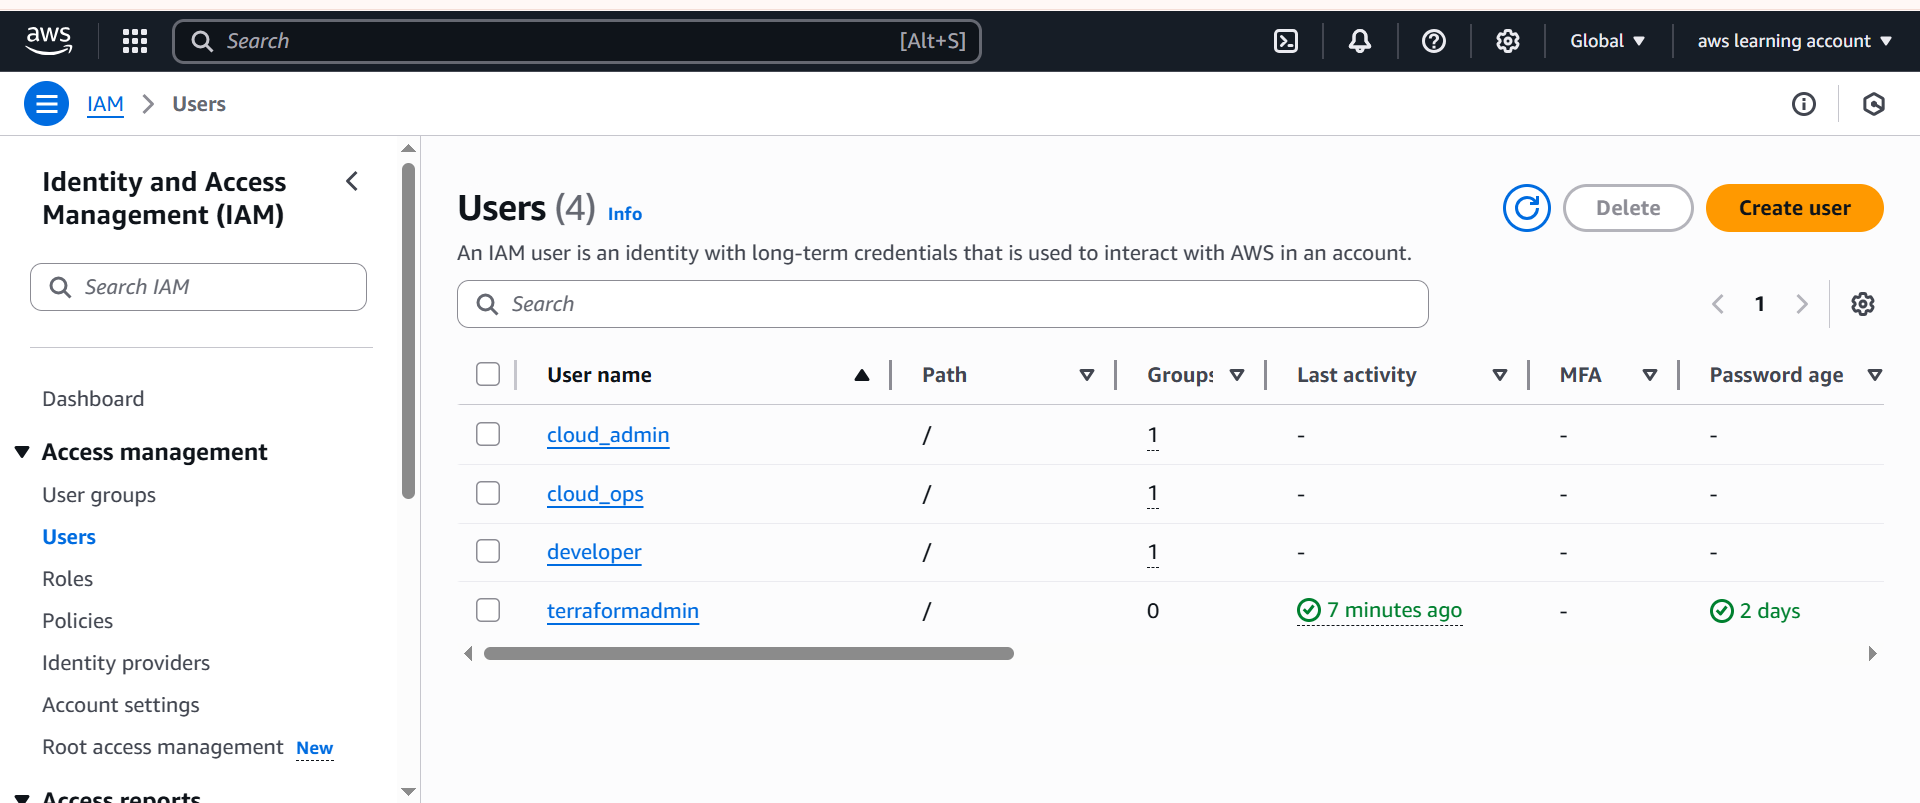 aws
Search [Alt+S] Global aws learning account
IAM Users
Identity and Access
Management (IAM)
Search IAM
Dashboard
Access management
User groups
Users
Roles
Policies
Identity providers
Account settings
Root access management New
Access reports
Users (4) Info Delete Create user
An IAM user is an identity with long-term credentials that is used to interact with AWS in an account.
Search 1
User name Path Groups Last activity MFA Password age
cloud_admin / 1 - - -
cloud_ops / 1 - - -
developer / 1 - - -
terraformadmin / 0 7 minutes ago - 2 days